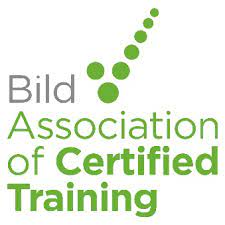 Bild
Association
of Certified
Training